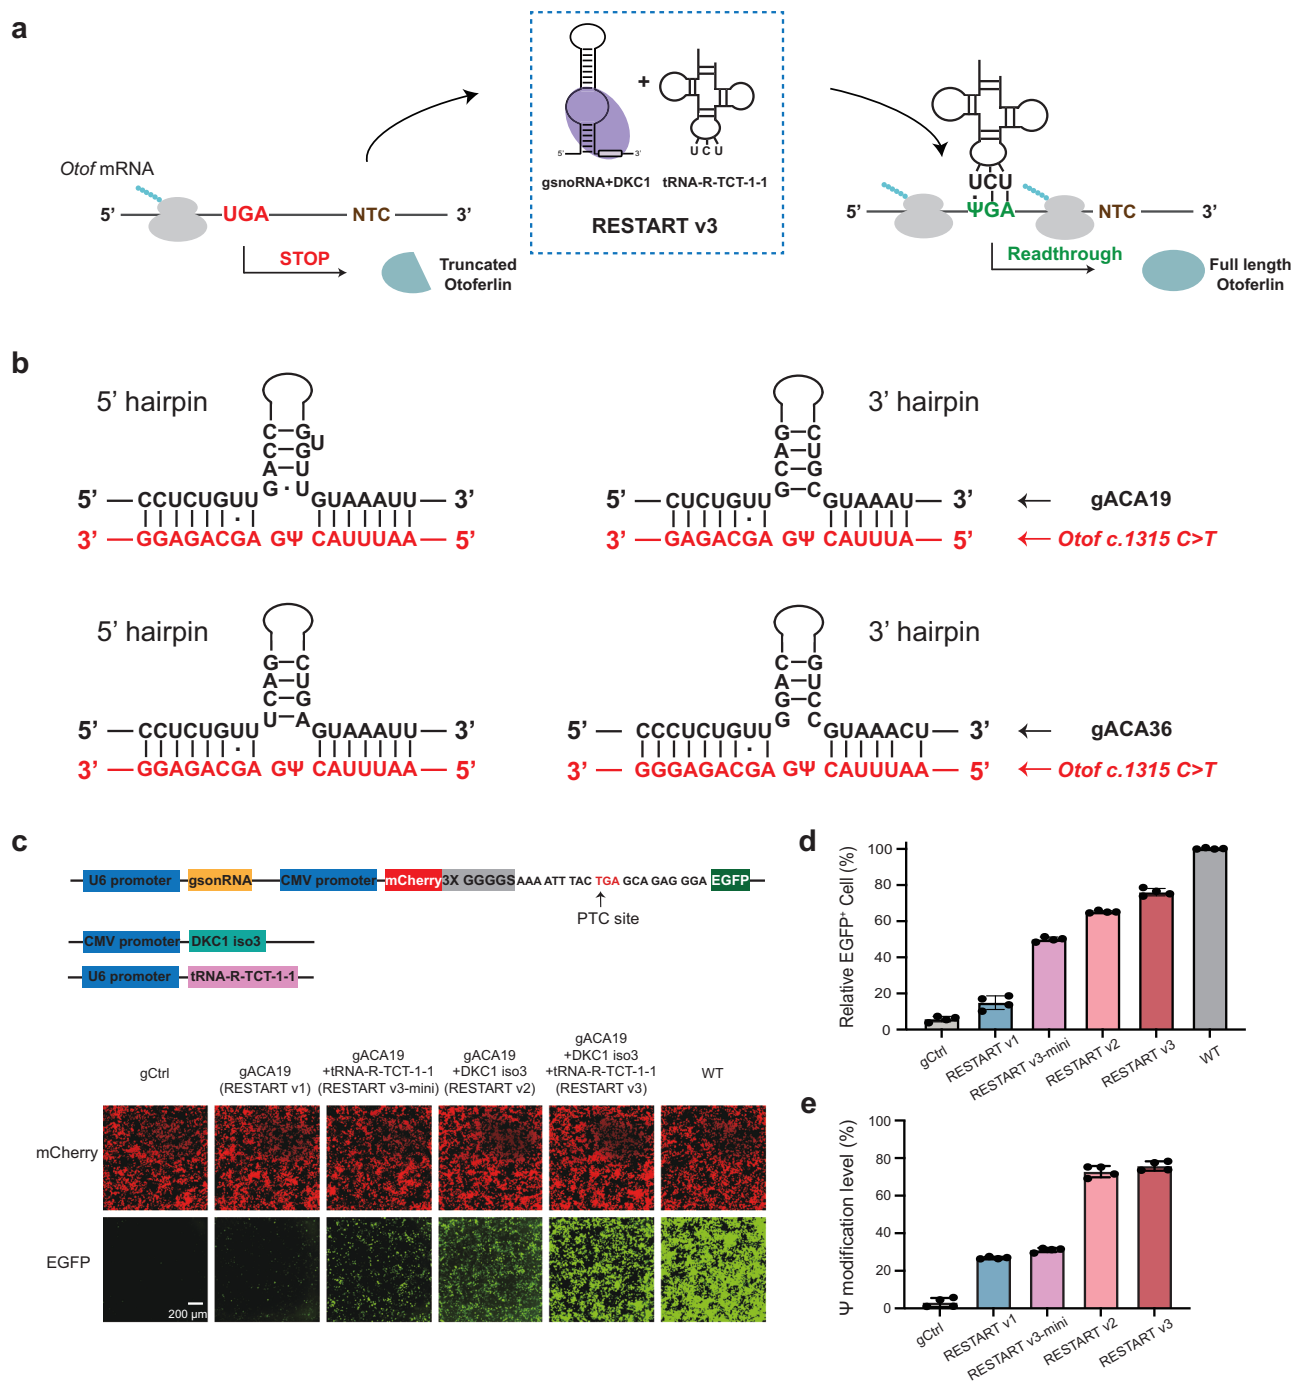 a
Otof mRNA
5'
UGA
NTC
3'
STOP
Truncated
Otoferlin
+
5'
3'
U C U
gsnoRNA+DKC1
tRNA-R-TCT-1-1
RESTART v3
UCU
5'
ΨGA
NTC
3'
Readthrough
Full length
Otoferlin
b
5' hairpin
C G
C G U
A U
G · U
5' CCUCUGUU GUAAAUU 3'
3' GGAGACGA GΨ CAUUUAA 5'
3' hairpin
G C
A U
C G
G C
5' CUCUGUU GUAAAU 3'
3' GAGACGA GΨ CAUUUA 5'
gACA19
Otof c.1315 C>T
5' hairpin
G C
A U
C G
U A
5' CCUCUGUU GUAAAUU 3'
3' GGAGACGA GΨ CAUUUAA 5'
3' hairpin
C G
A U
G C
G C
5' CCCUCUGUU GUAAACU 3'
3' GGGAGACGA GΨ CAUUUAA 5'
gACA36
Otof c.1315 C>T
c
U6 promoter
gsonRNA
CMV promoter
mCherry
3X GGGGS
AAA ATT TAC TGA GCA GAG GGA
EGFP
PTC site
CMV promoter
DKC1 iso3
U6 promoter
tRNA-R-TCT-1-1
gCtrl
gACA19
(RESTART v1)
gACA19
+tRNA-R-TCT-1-1
(RESTART v3-mini)
gACA19
+DKC1 iso3
(RESTART v2)
gACA19
+DKC1 iso3
+tRNA-R-TCT-1-1
(RESTART v3)
WT
mCherry
EGFP
200 μm
d
Relative EGFP⁺ Cell (%)
100
80
60
40
20
0
gCtrl
RESTART v1
RESTART v3-mini
RESTART v2
RESTART v3
WT
e
Ψ modification level (%)
100
80
60
40
20
0
gCtrl
RESTART v1
RESTART v3-mini
RESTART v2
RESTART v3